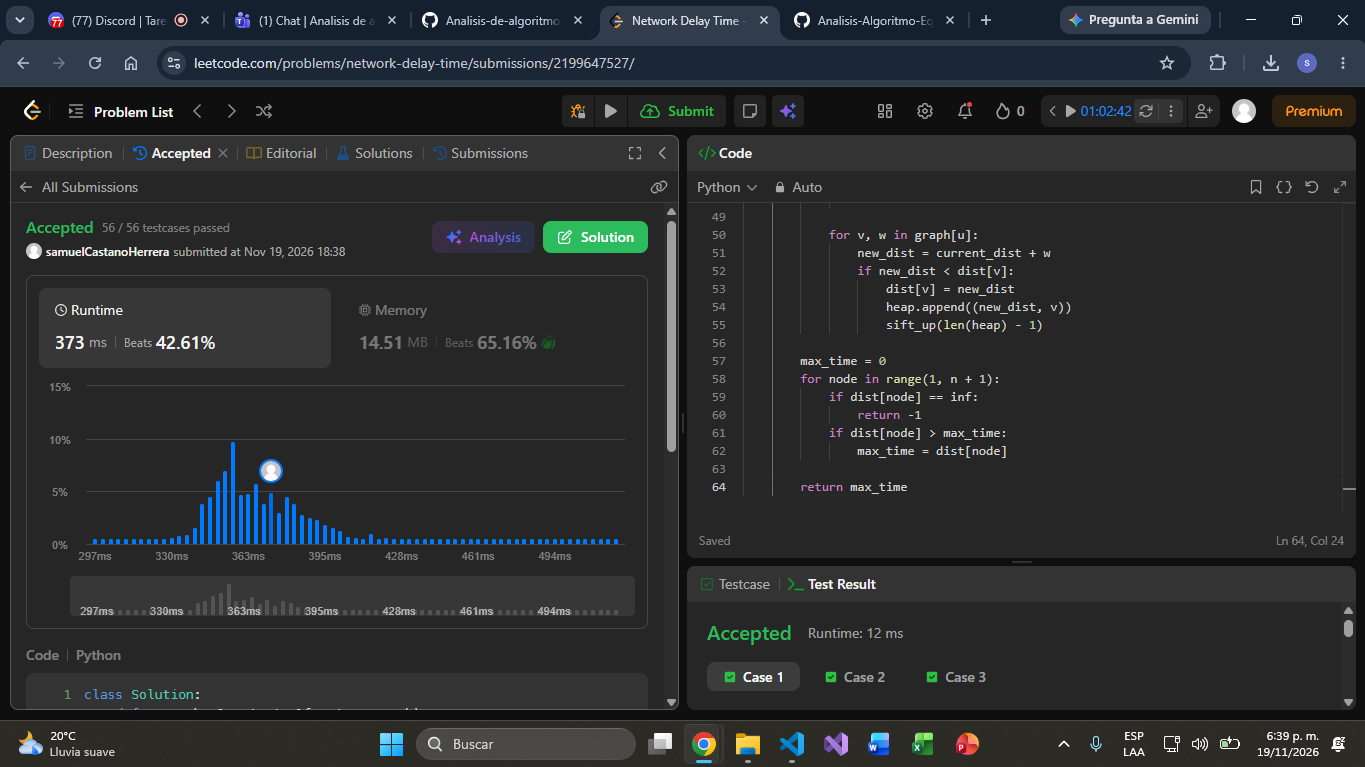 (77) Discord | Tare
(1) Chat | Analisis de a
Analisis-de-algoritmo
Network Delay Time -
Analisis-Algoritmo-Eq
Pregunta a Gemini
leetcode.com/problems/network-delay-time/submissions/2199647527/
S
Problem List
Submit
0
01:02:42
Premium
Description
Accepted
Editorial
Solutions
Submissions
All Submissions
Accepted 56 / 56 testcases passed
samuelCastanoHerrera submitted at Nov 19, 2026 18:38
Analysis
Solution
Runtime
373 ms | Beats 42.61%
Memory
14.51 MB | Beats 65.16%
15%
10%
5%
0%
297ms 330ms 363ms 395ms 428ms 461ms 494ms
297ms 330ms 363ms 395ms 428ms 461ms 494ms
Code | Python
1 class Solution:
</> Code
Python
Auto
49
50 for v, w in graph[u]:
51 new_dist = current_dist + w
52 if new_dist < dist[v]:
53 dist[v] = new_dist
54 heap.append((new_dist, v))
55 sift_up(len(heap) - 1)
56
57 max_time = 0
58 for node in range(1, n + 1):
59 if dist[node] == inf:
60 return -1
61 if dist[node] > max_time:
62 max_time = dist[node]
63
64 return max_time
Saved
Ln 64, Col 24
Testcase
Test Result
Accepted Runtime: 12 ms
Case 1
Case 2
Case 3
20°C
Lluvia suave
Buscar
ESP
LAA
6:39 p. m.
19/11/2026